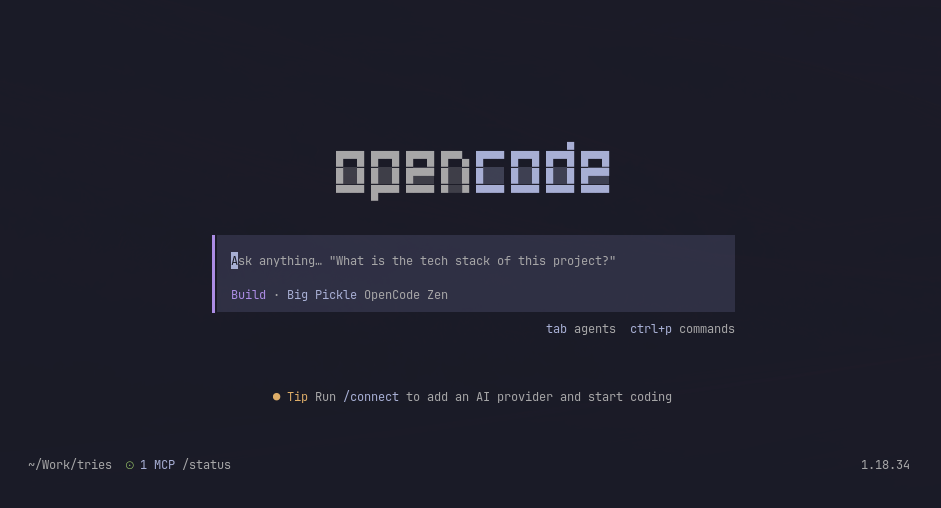 opencode
Ask anything… "What is the tech stack of this project?"
Build · Big Pickle OpenCode Zen
tab agents  ctrl+p commands
● Tip Run /connect to add an AI provider and start coding
~/Work/tries  ⊙ 1 MCP /status
1.18.34